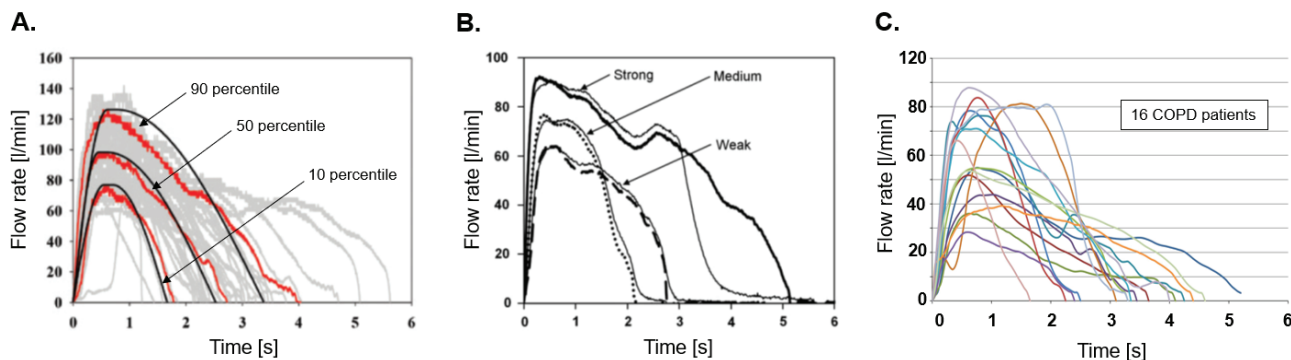 A.
Flow rate [l/min]
160
140
120
100
80
60
40
20
0
90 percentile
50 percentile
10 percentile
0 1 2 3 4 5 6
Time [s]
B.
Flow rate [l/min]
100
80
60
40
20
0
Strong
Medium
Weak
0 1 2 3 4 5 6
Time [s]
C.
Flow rate [l/min]
120
80
60
40
20
0
16 COPD patients
0 1 2 3 4 5 6
Time [s]